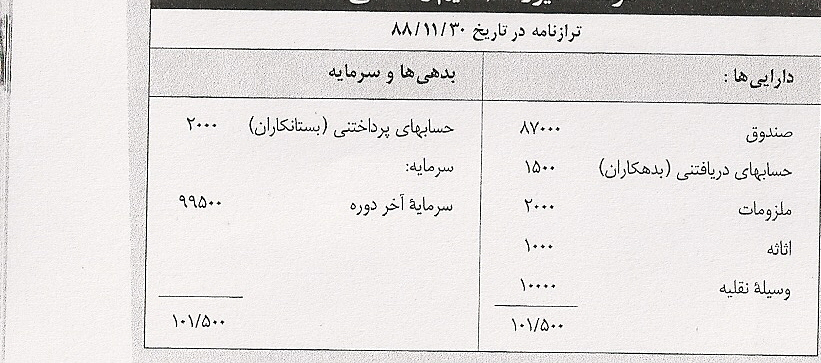 ترازنامه در تاریخ ۸۸/۱۱/۳۰
دارایی‌ها :
صندوق ۸۷۰۰۰
حسابهای دریافتنی (بدهکاران) ۱۵۰۰
ملزومات ۲۰۰۰
اثاثه ۱۰۰۰
وسیلهٔ نقلیه ۱۰۰۰۰
۱۰۱/۵۰۰
بدهی‌ها و سرمایه
حسابهای پرداختنی (بستانکاران) ۲۰۰۰
سرمایه:
سرمایهٔ آخر دوره ۹۹۵۰۰
۱۰۱/۵۰۰